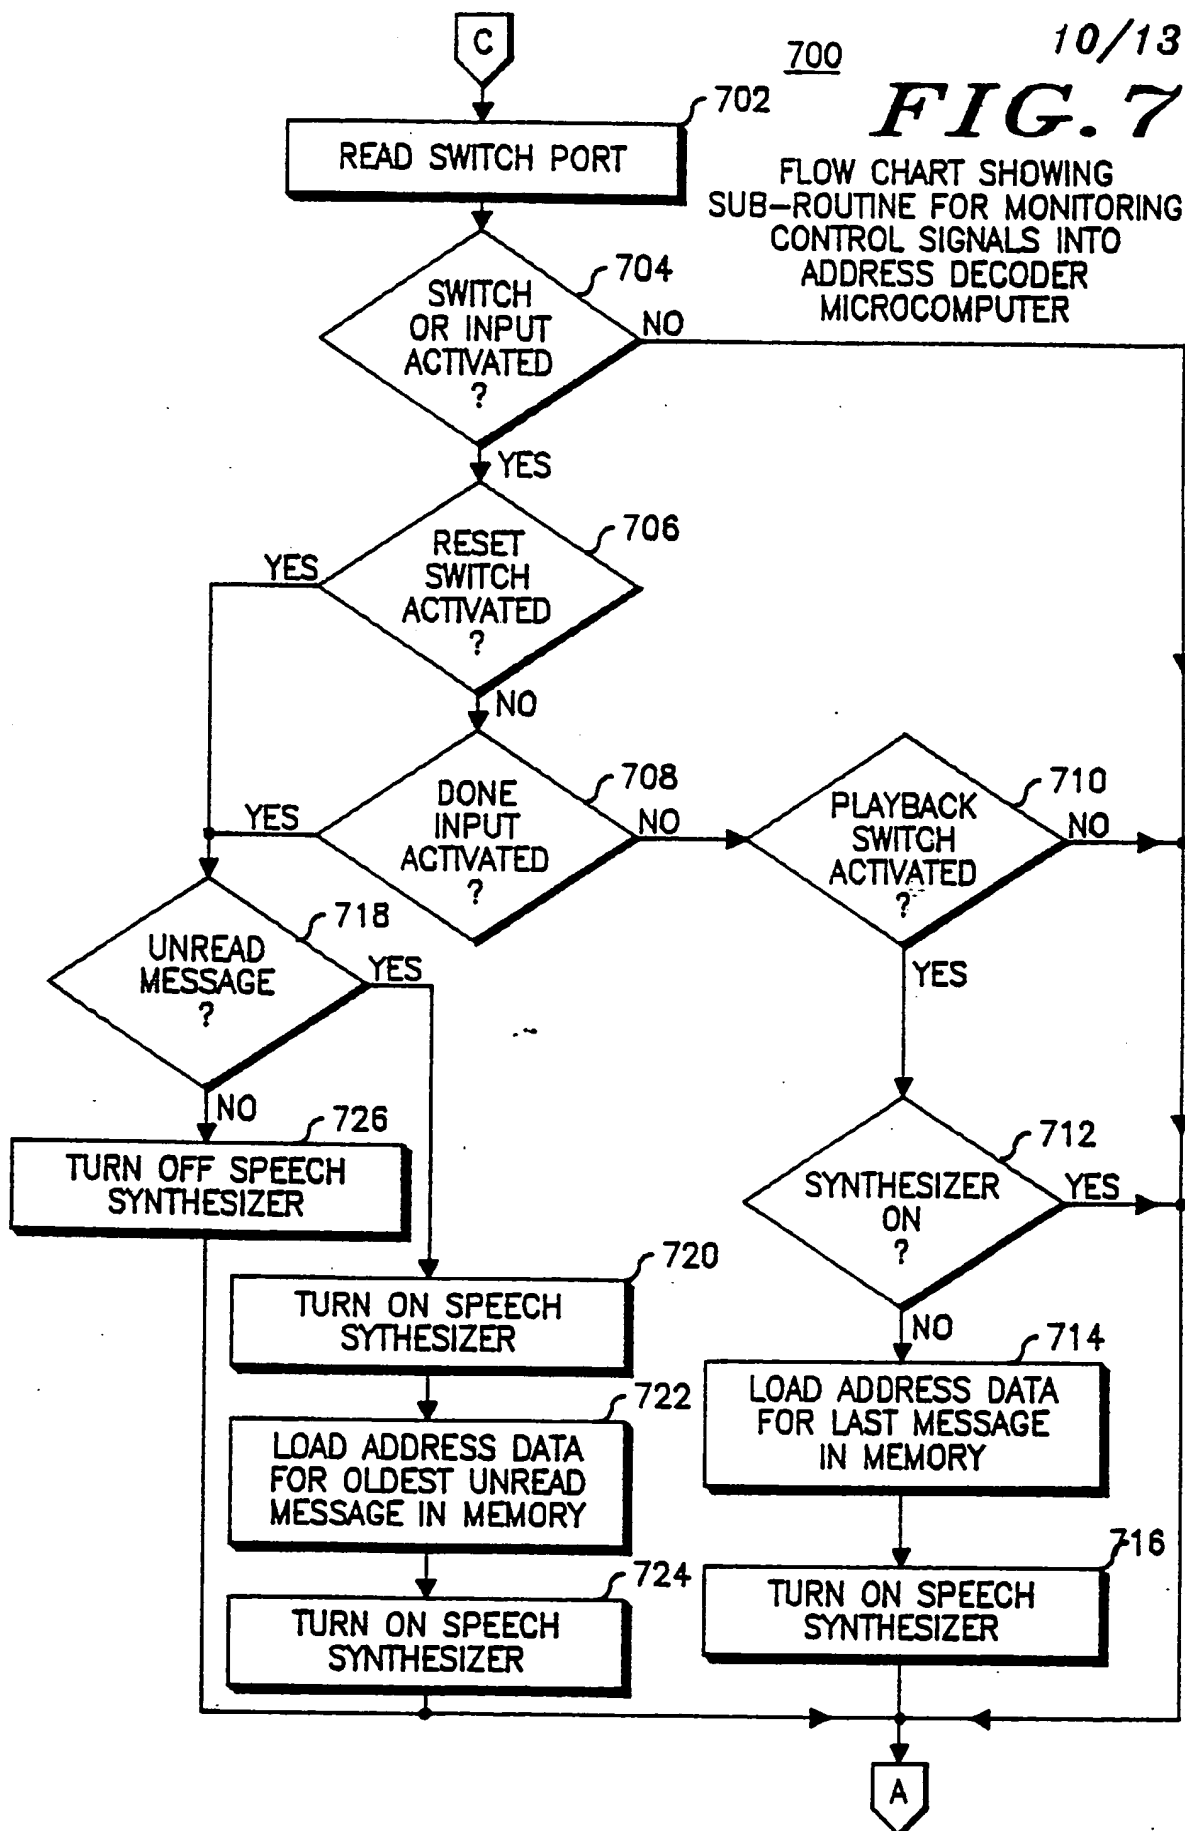 C
700
10/13
FIG. 7
FLOW CHART SHOWING
SUB-ROUTINE FOR MONITORING
CONTROL SIGNALS INTO
ADDRESS DECODER
MICROCOMPUTER
702
READ SWITCH PORT
704
SWITCH
OR INPUT
ACTIVATED
?
NO
YES
706
RESET
SWITCH
ACTIVATED
?
YES
NO
708
DONE
INPUT
ACTIVATED
?
YES
NO
710
PLAYBACK
SWITCH
ACTIVATED
?
NO
YES
718
UNREAD
MESSAGE
?
YES
NO
726
TURN OFF SPEECH
SYNTHESIZER
712
SYNTHESIZER
ON
?
YES
NO
720
TURN ON SPEECH
SYTHESIZER
722
LOAD ADDRESS DATA
FOR OLDEST UNREAD
MESSAGE IN MEMORY
724
TURN ON SPEECH
SYNTHESIZER
714
LOAD ADDRESS DATA
FOR LAST MESSAGE
IN MEMORY
716
TURN ON SPEECH
SYNTHESIZER
A